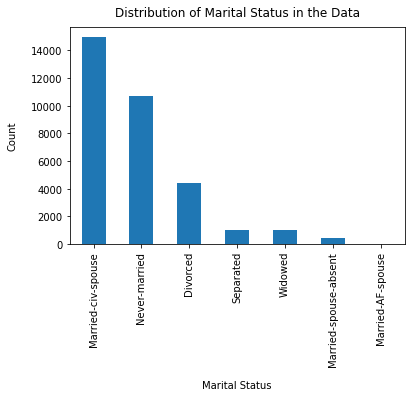 Distribution of Marital Status in the Data
14000
12000
10000
8000
6000
4000
2000
0
Count
Married-civ-spouse
Never-married
Divorced
Separated
Widowed
Married-spouse-absent
Married-AF-spouse
Marital Status